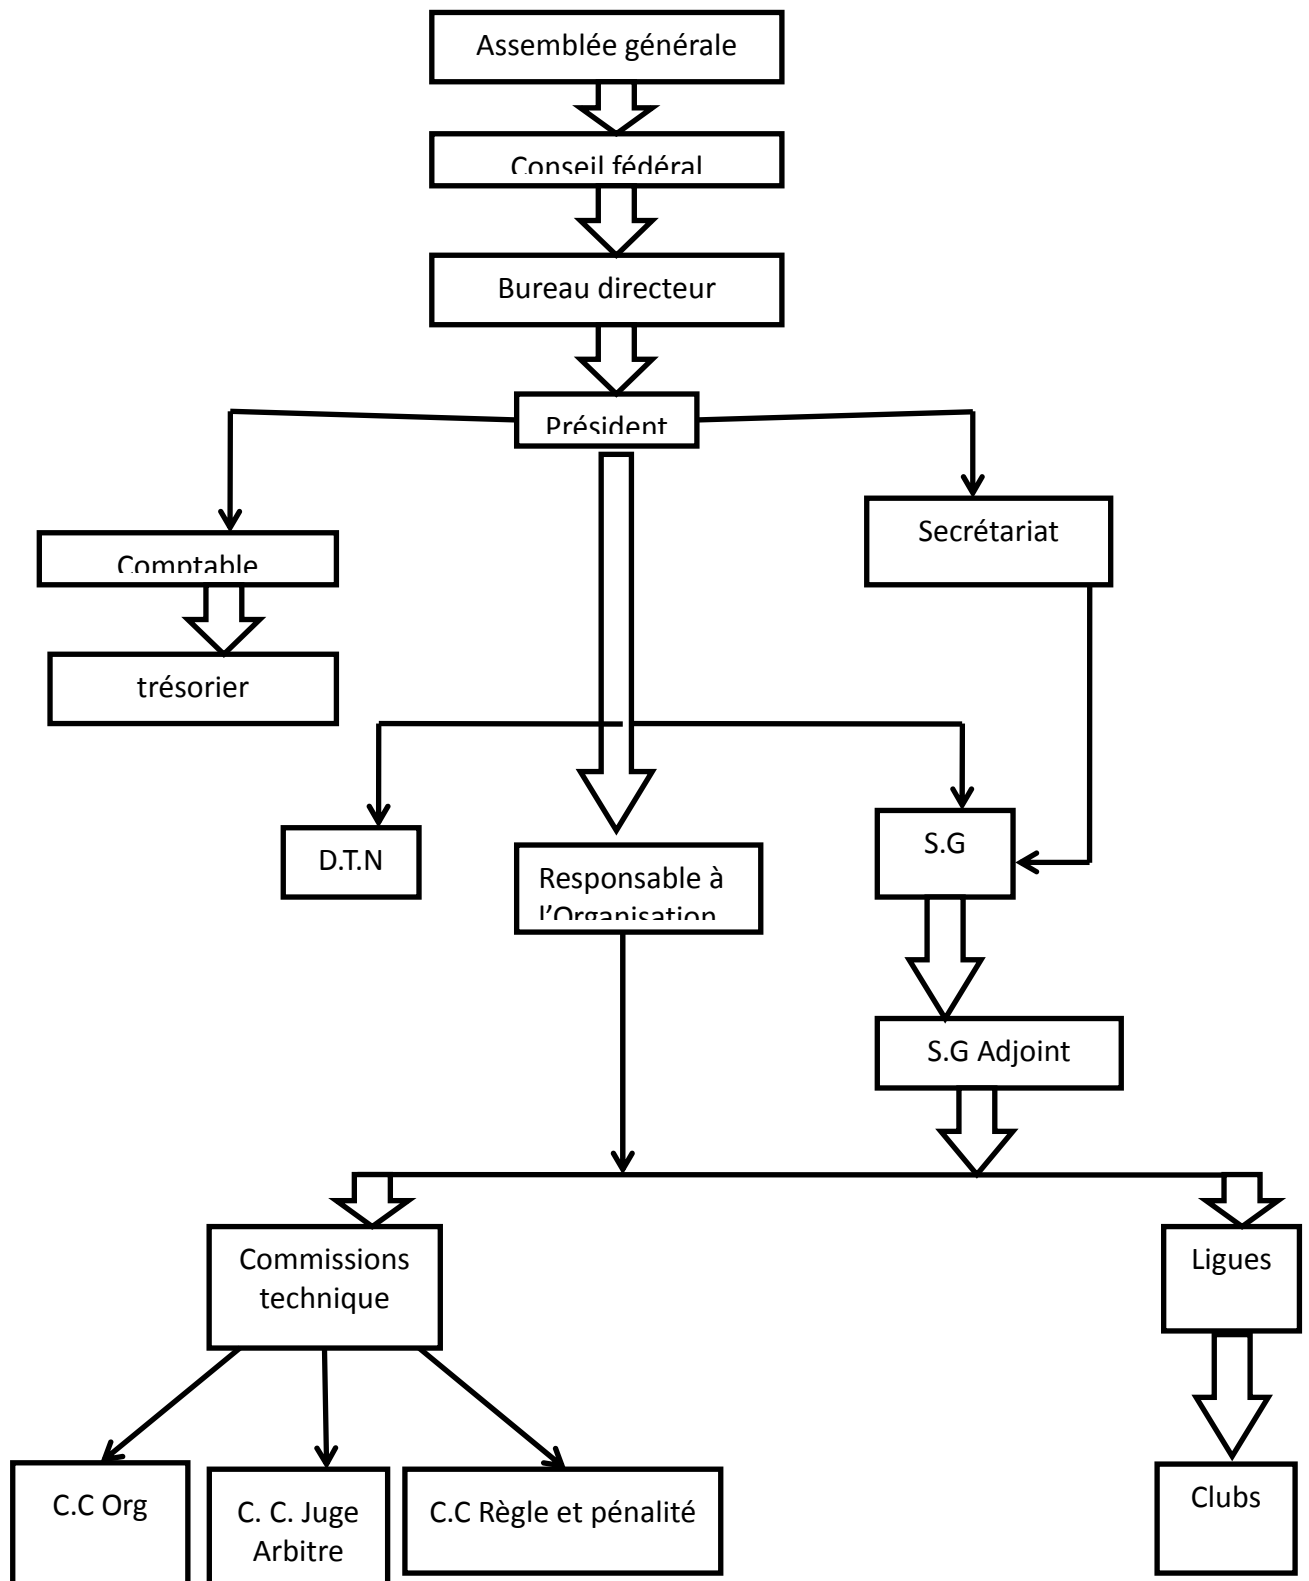 Assemblée générale
Conseil fédéral
Bureau directeur
Président
Comptable
Secrétariat
trésorier
D.T.N
Responsable à
l'Organisation
S.G
S.G Adjoint
Commissions
technique
Ligues
C.C Org
C. C. Juge
Arbitre
C.C Règle et pénalité
Clubs